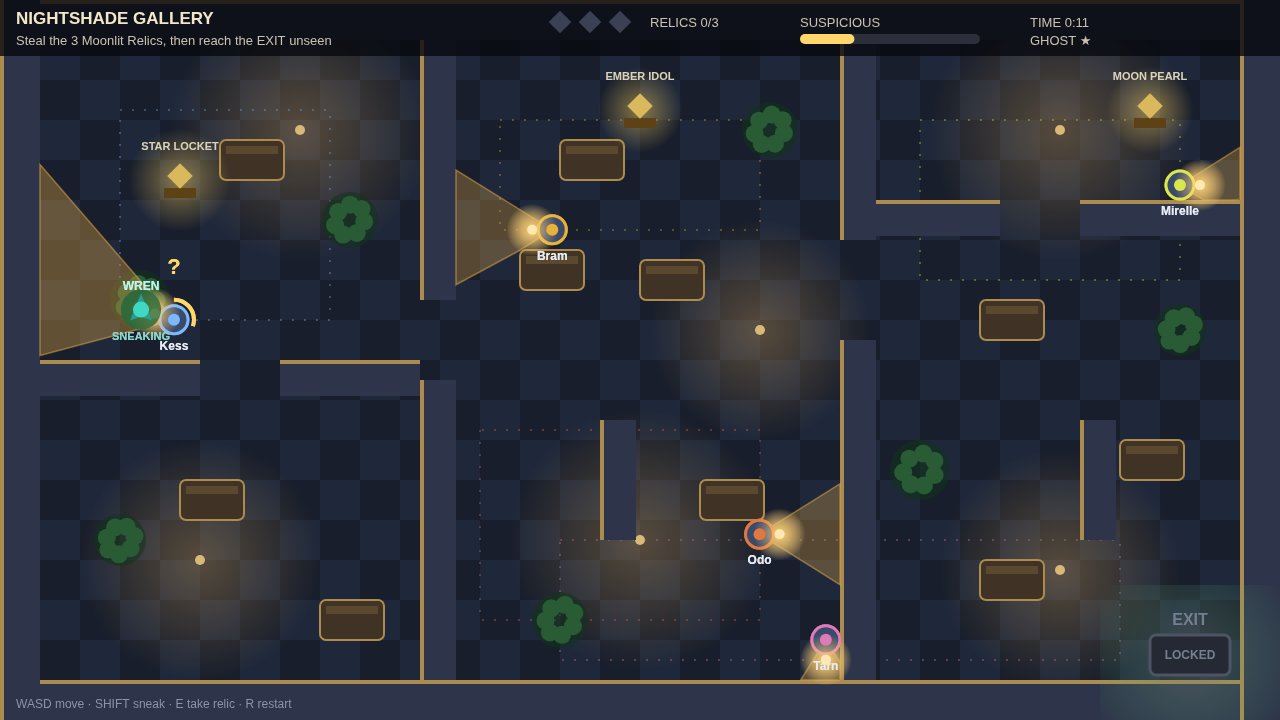 NIGHTSHADE GALLERY
Steal the 3 Moonlit Relics, then reach the EXIT unseen
RELICS 0/3
SUSPICIOUS
TIME 0:11
GHOST ★
EMBER IDOL
MOON PEARL
STAR LOCKET
Mirelle
Bram
?
WREN
SNEAKING
Kess
Odo
EXIT
LOCKED
Tarn
WASD move · SHIFT sneak · E take relic · R restart